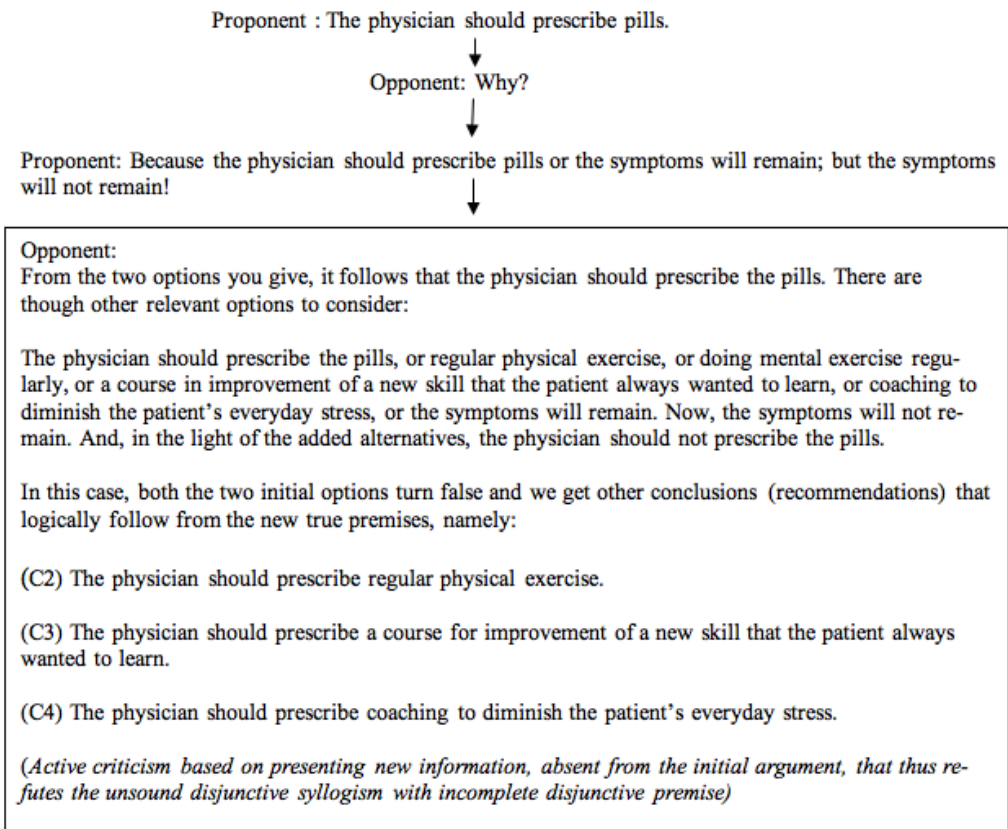 Proponent : The physician should prescribe pills.
Opponent: Why?
Proponent: Because the physician should prescribe pills or the symptoms will remain; but the symptoms
will not remain!
Opponent:
From the two options you give, it follows that the physician should prescribe the pills. There are
though other relevant options to consider:
The physician should prescribe the pills, or regular physical exercise, or doing mental exercise regu-
larly, or a course in improvement of a new skill that the patient always wanted to learn, or coaching to
diminish the patient's everyday stress, or the symptoms will remain. Now, the symptoms will not re-
main. And, in the light of the added alternatives, the physician should not prescribe the pills.
In this case, both the two initial options turn false and we get other conclusions (recommendations) that
logically follow from the new true premises, namely:
(C2) The physician should prescribe regular physical exercise.
(C3) The physician should prescribe a course for improvement of a new skill that the patient always
wanted to learn.
(C4) The physician should prescribe coaching to diminish the patient's everyday stress.
(Active criticism based on presenting new information, absent from the initial argument, that thus re-
futes the unsound disjunctive syllogism with incomplete disjunctive premise)